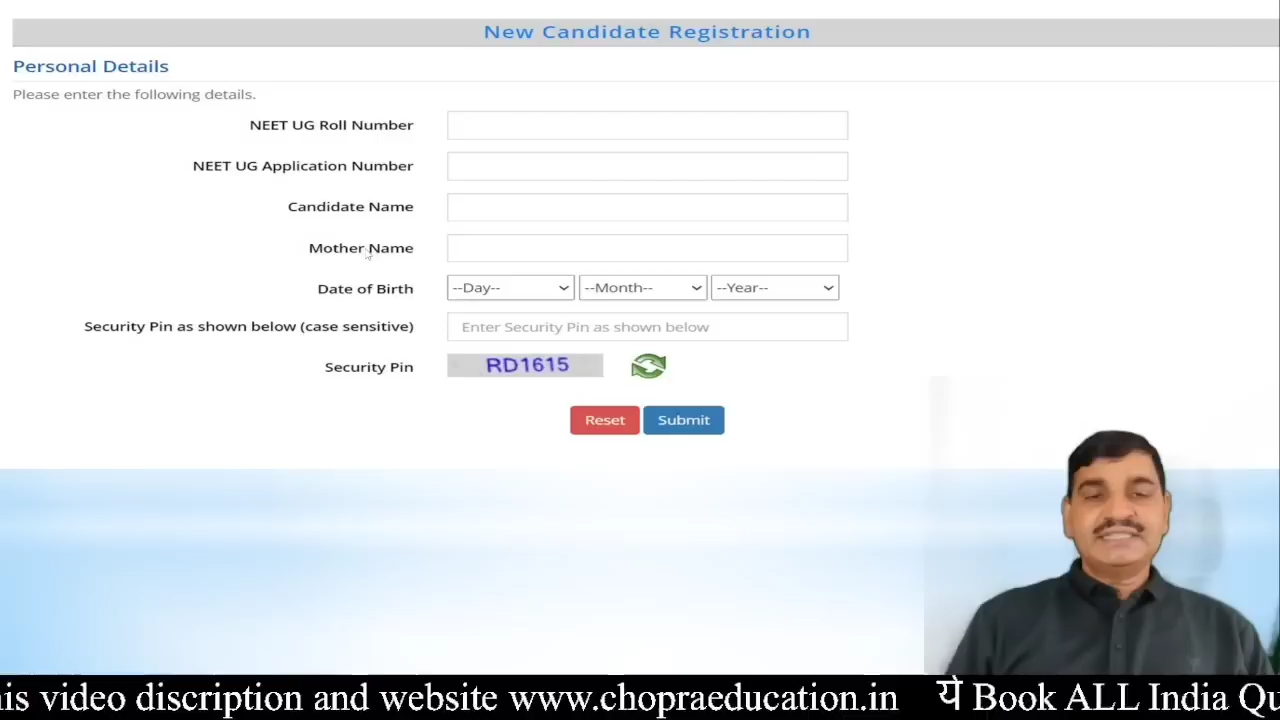 New Candidate Registration
Personal Details
Please enter the following details.
NEET UG Roll Number
NEET UG Application Number
Candidate Name
Mother Name
Date of Birth --Day-- --Month-- --Year--
Security Pin as shown below (case sensitive) Enter Security Pin as shown below
Security Pin RD1615
Reset Submit
video discription and website www.chopraeducation.in ये Book ALL India